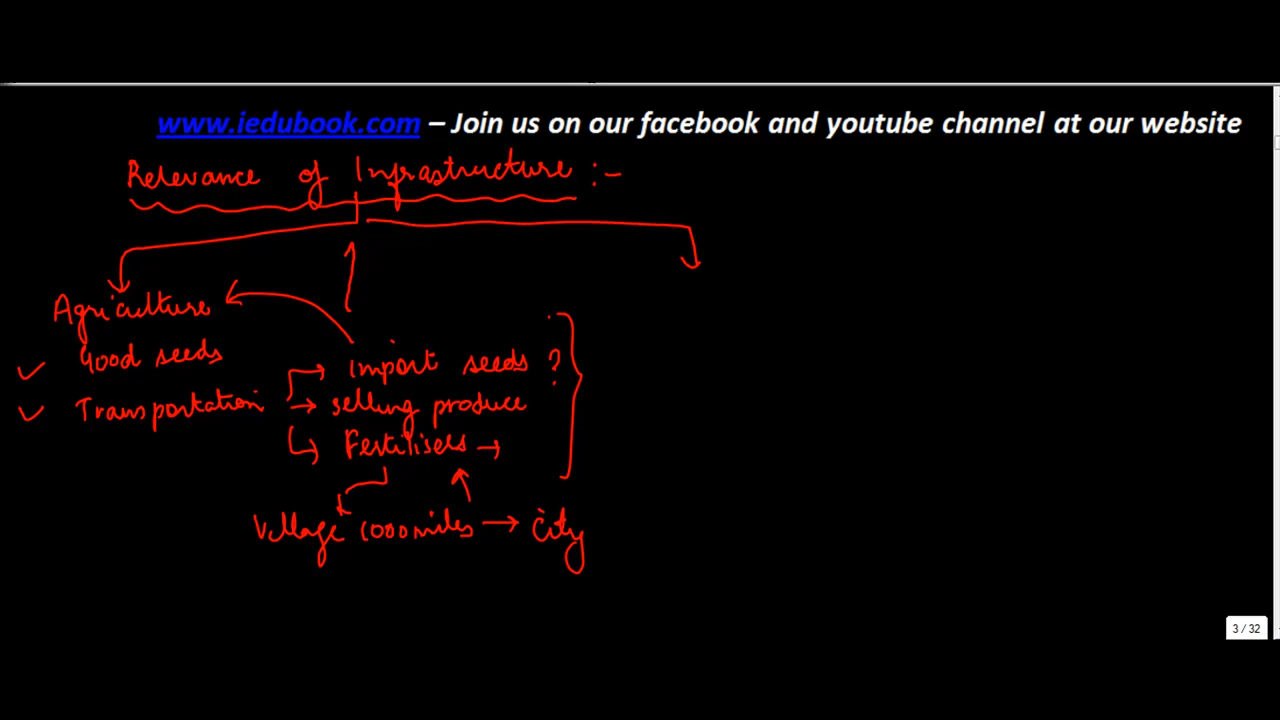 www.iedubook.com – Join us on our facebook and youtube channel at our website
Relevance of Infrastructure :-
Agriculture
Good seeds
Transportation
→ Import seeds ?
→ selling produce
→ Fertilisers →
Village 1000 miles → City
3 / 32